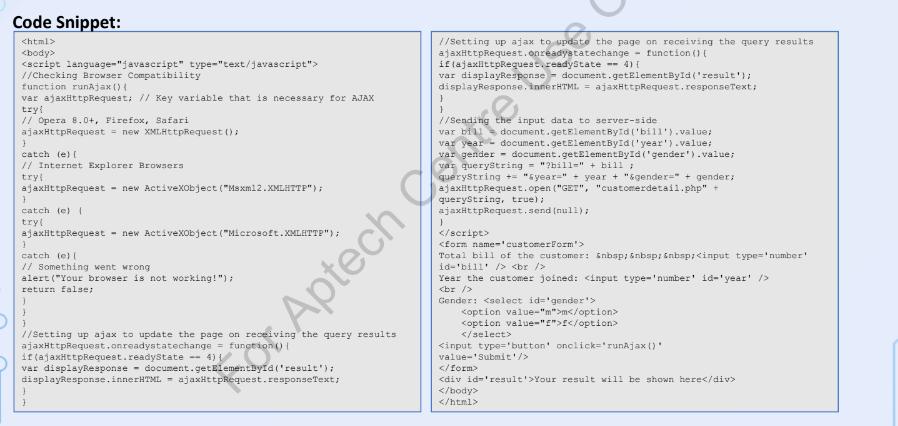 Code Snippet:
<html>
<body>
<script language="javascript" type="text/javascript">
//Checking Browser Compatibility
function runAjax(){
var ajaxHttpRequest; // Key variable that is necessary for AJAX
try{
// Opera 8.0+, Firefox, Safari
ajaxHttpRequest = new XMLHttpRequest();
}
catch (e){
// Internet Explorer Browsers
try{
ajaxHttpRequest = new ActiveXObject("Msxml2.XMLHTTP");
}
catch (e) {
try{
ajaxHttpRequest = new ActiveXObject("Microsoft.XMLHTTP");
}
catch (e){
// Something went wrong
alert("Your browser is not working!");
return false;
}
}
}
//Setting up ajax to update the page on receiving the query results
ajaxHttpRequest.onreadystatechange = function(){
if(ajaxHttpRequest.readyState == 4){
var displayResponse = document.getElementById('result');
displayResponse.innerHTML = ajaxHttpRequest.responseText;
}
}
//Setting up ajax to update the page on receiving the query results
ajaxHttpRequest.onreadystatechange = function(){
if(ajaxHttpRequest.readyState == 4){
var displayResponse = document.getElementById('result');
displayResponse.innerHTML = ajaxHttpRequest.responseText;
}
}
//Sending the input data to server-side
var bill = document.getElementById('bill').value;
var year = document.getElementById('year').value;
var gender = document.getElementById('gender').value;
var queryString = "?bill=" + bill ;
queryString += "&year=" + year + "&gender=" + gender;
ajaxHttpRequest.open("GET", "customerdetail.php" +
queryString, true);
ajaxHttpRequest.send(null);
}
</script>
<form name='customerForm'>
Total bill of the customer: &nbsp;&nbsp;&nbsp;<input type='number'
id='bill' /> <br />
Year the customer joined: <input type='number' id='year' />
<br />
Gender: <select id='gender'>
<option value="m">m</option>
<option value="f">f</option>
</select>
<input type='button' onclick='runAjax()'
value='Submit'/>
</form>
<div id='result'>Your result will be shown here</div>
</body>
</html>
For Aptech Centre Use O